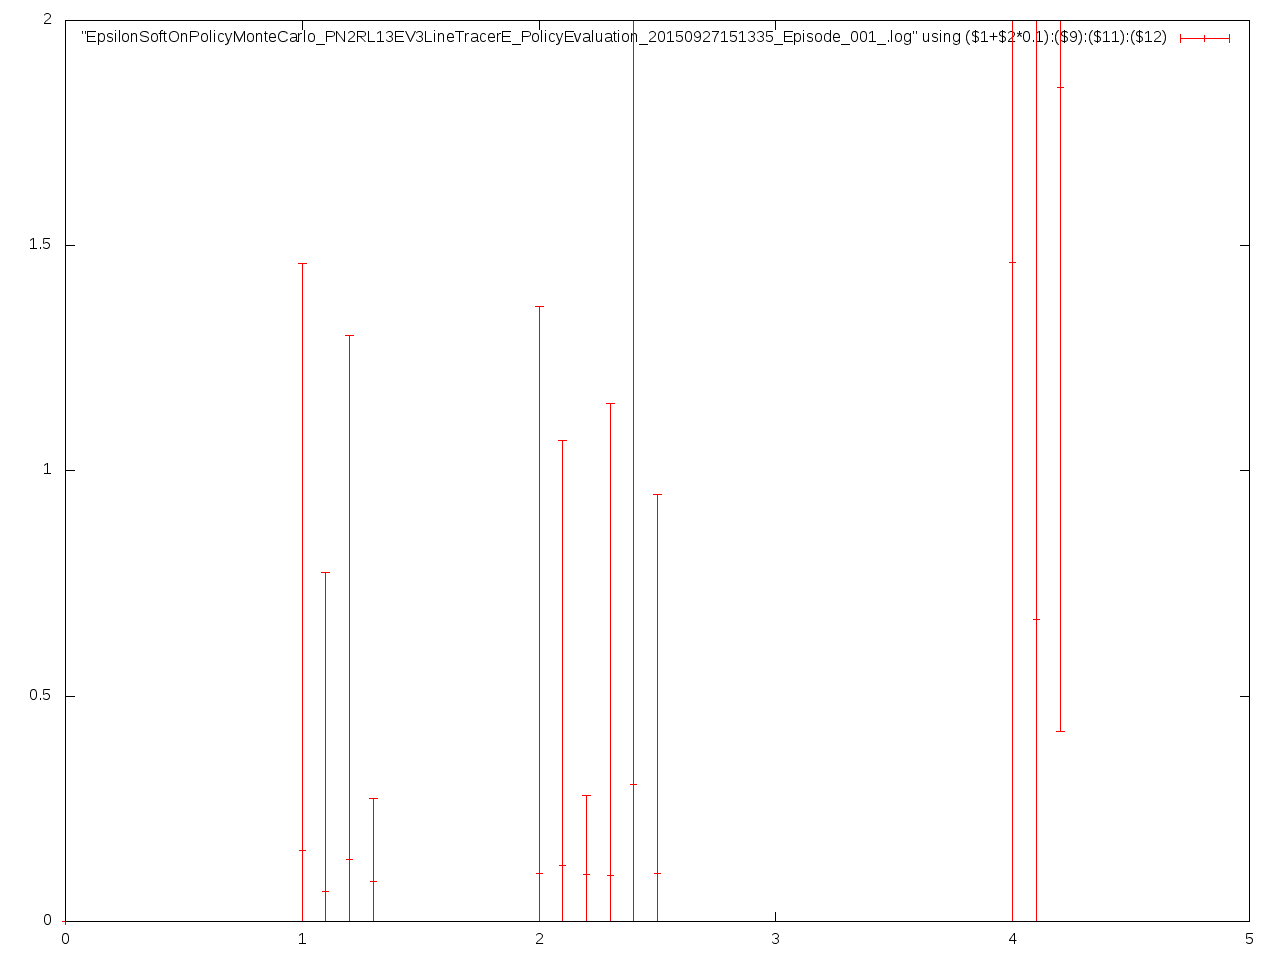 2
"EpsilonSoftOnPolicyMonteCarlo_PN2RL13EV3LineTracerE_PolicyEvaluation_20150927151335_Episode_001_.log" using ($1+$2*0.1):($9):($11):($12)
1.5
1
0.5
0
0 1 2 3 4 5